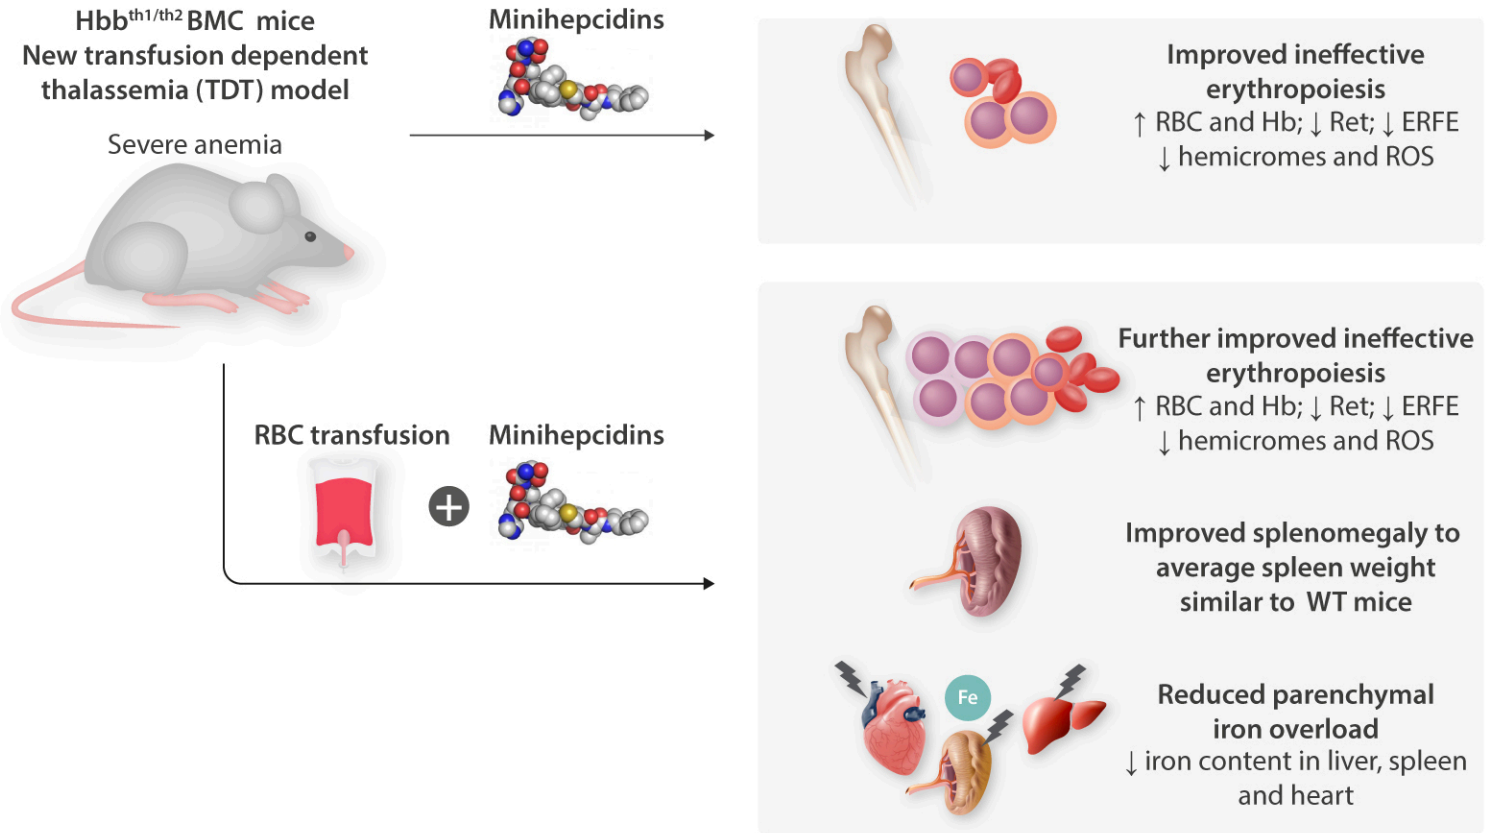 Hbbth1/th2 BMC mice
New transfusion dependent
thalassemia (TDT) model
Severe anemia
Minihepcidins
Improved ineffective
erythropoiesis
↑ RBC and Hb; ↓ Ret; ↓ ERFE
↓ hemicromes and ROS
RBC transfusion
+
Minihepcidins
Further improved ineffective
erythropoiesis
↑ RBC and Hb; ↓ Ret; ↓ ERFE
↓ hemicromes and ROS
Improved splenomegaly to
average spleen weight
similar to WT mice
Fe
Reduced parenchymal
iron overload
↓ iron content in liver, spleen
and heart